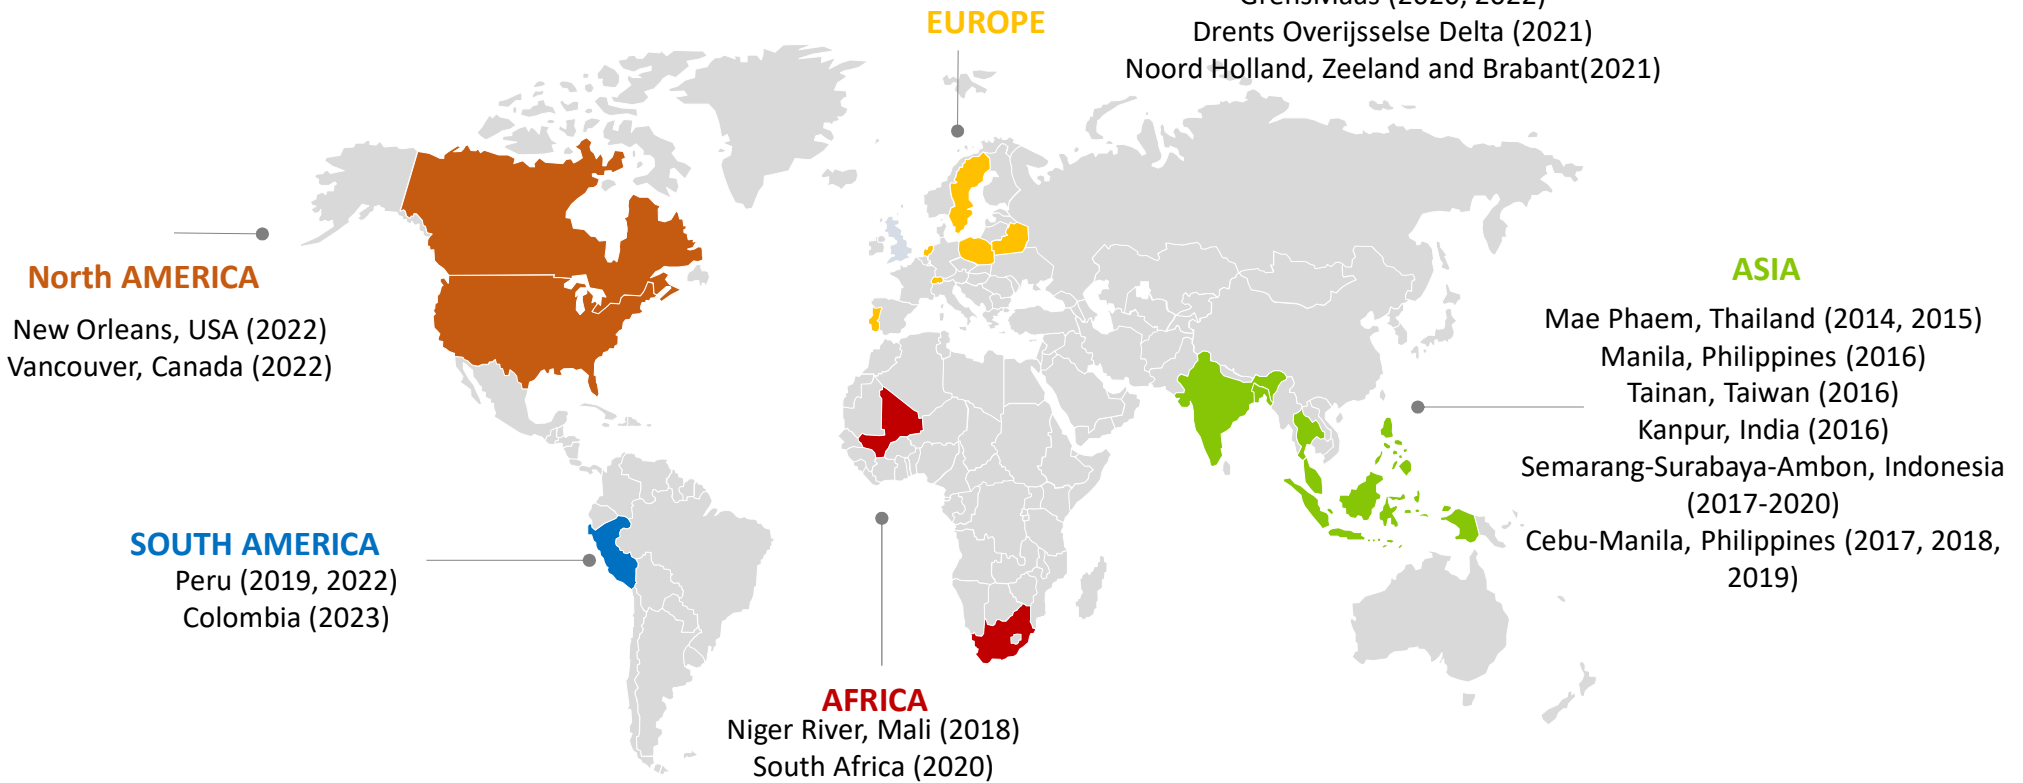 EUROPE
Grensmaas (2020, 2022)
Drents Overijsselse Delta (2021)
Noord Holland, Zeeland and Brabant(2021)
North AMERICA
New Orleans, USA (2022)
Vancouver, Canada (2022)
ASIA
Mae Phaem, Thailand (2014, 2015)
Manila, Philippines (2016)
Tainan, Taiwan (2016)
Kanpur, India (2016)
Semarang-Surabaya-Ambon, Indonesia
(2017-2020)
Cebu-Manila, Philippines (2017, 2018,
2019)
SOUTH AMERICA
Peru (2019, 2022)
Colombia (2023)
AFRICA
Niger River, Mali (2018)
South Africa (2020)